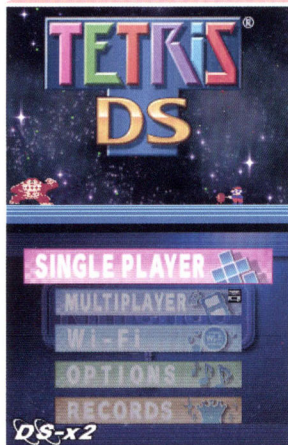 TETRIS®
DS
SINGLE PLAYER
MULTIPLAYER
Wi-Fi
OPTIONS
RECORDS
DS-x2